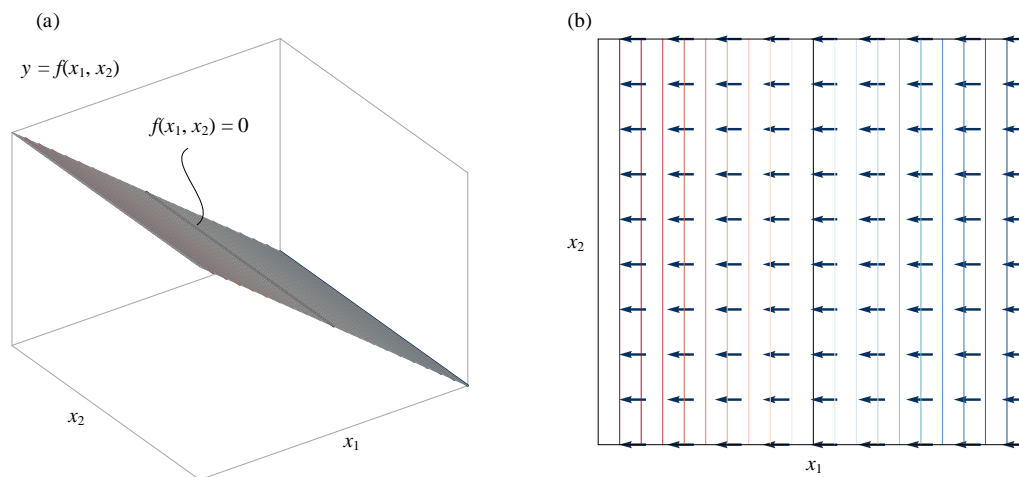 (a)
y = f(x₁, x₂)
f(x₁, x₂) = 0
x₂
x₁
(b)
x₂
x₁